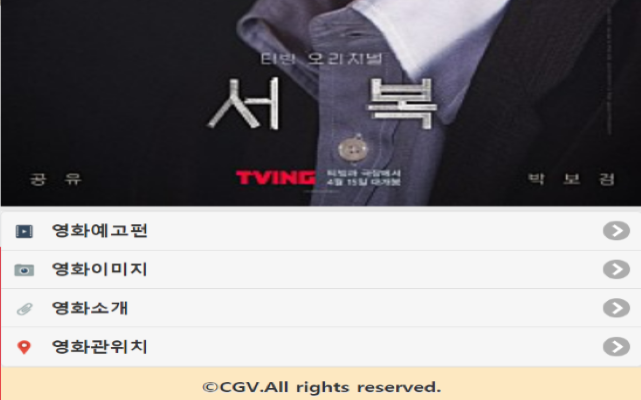 티빙 오리지널
서 복
공 유
TVING 티빙과 극장에서
4월 15일 대개봉
박 보 검
영화예고편
영화이미지
영화소개
영화관위치
©CGV.All rights reserved.